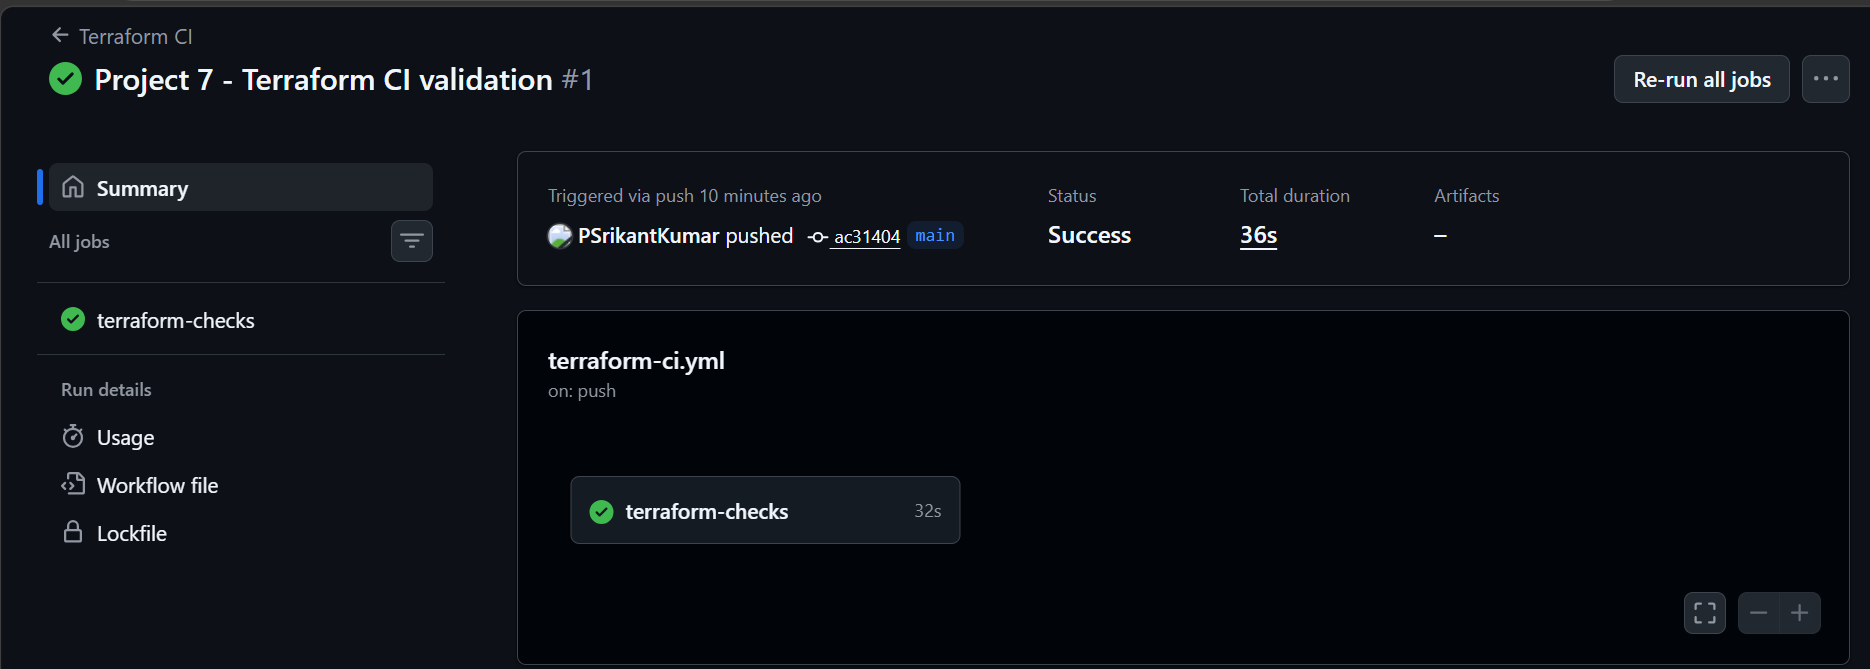 Terraform CI
Project 7 - Terraform CI validation #1
Re-run all jobs
Summary
All jobs
terraform-checks
Run details
Usage
Workflow file
Lockfile
Triggered via push 10 minutes ago
PSrikantKumar pushed ac31404 main
Status
Success
Total duration
36s
Artifacts
–
terraform-ci.yml
on: push
terraform-checks 32s